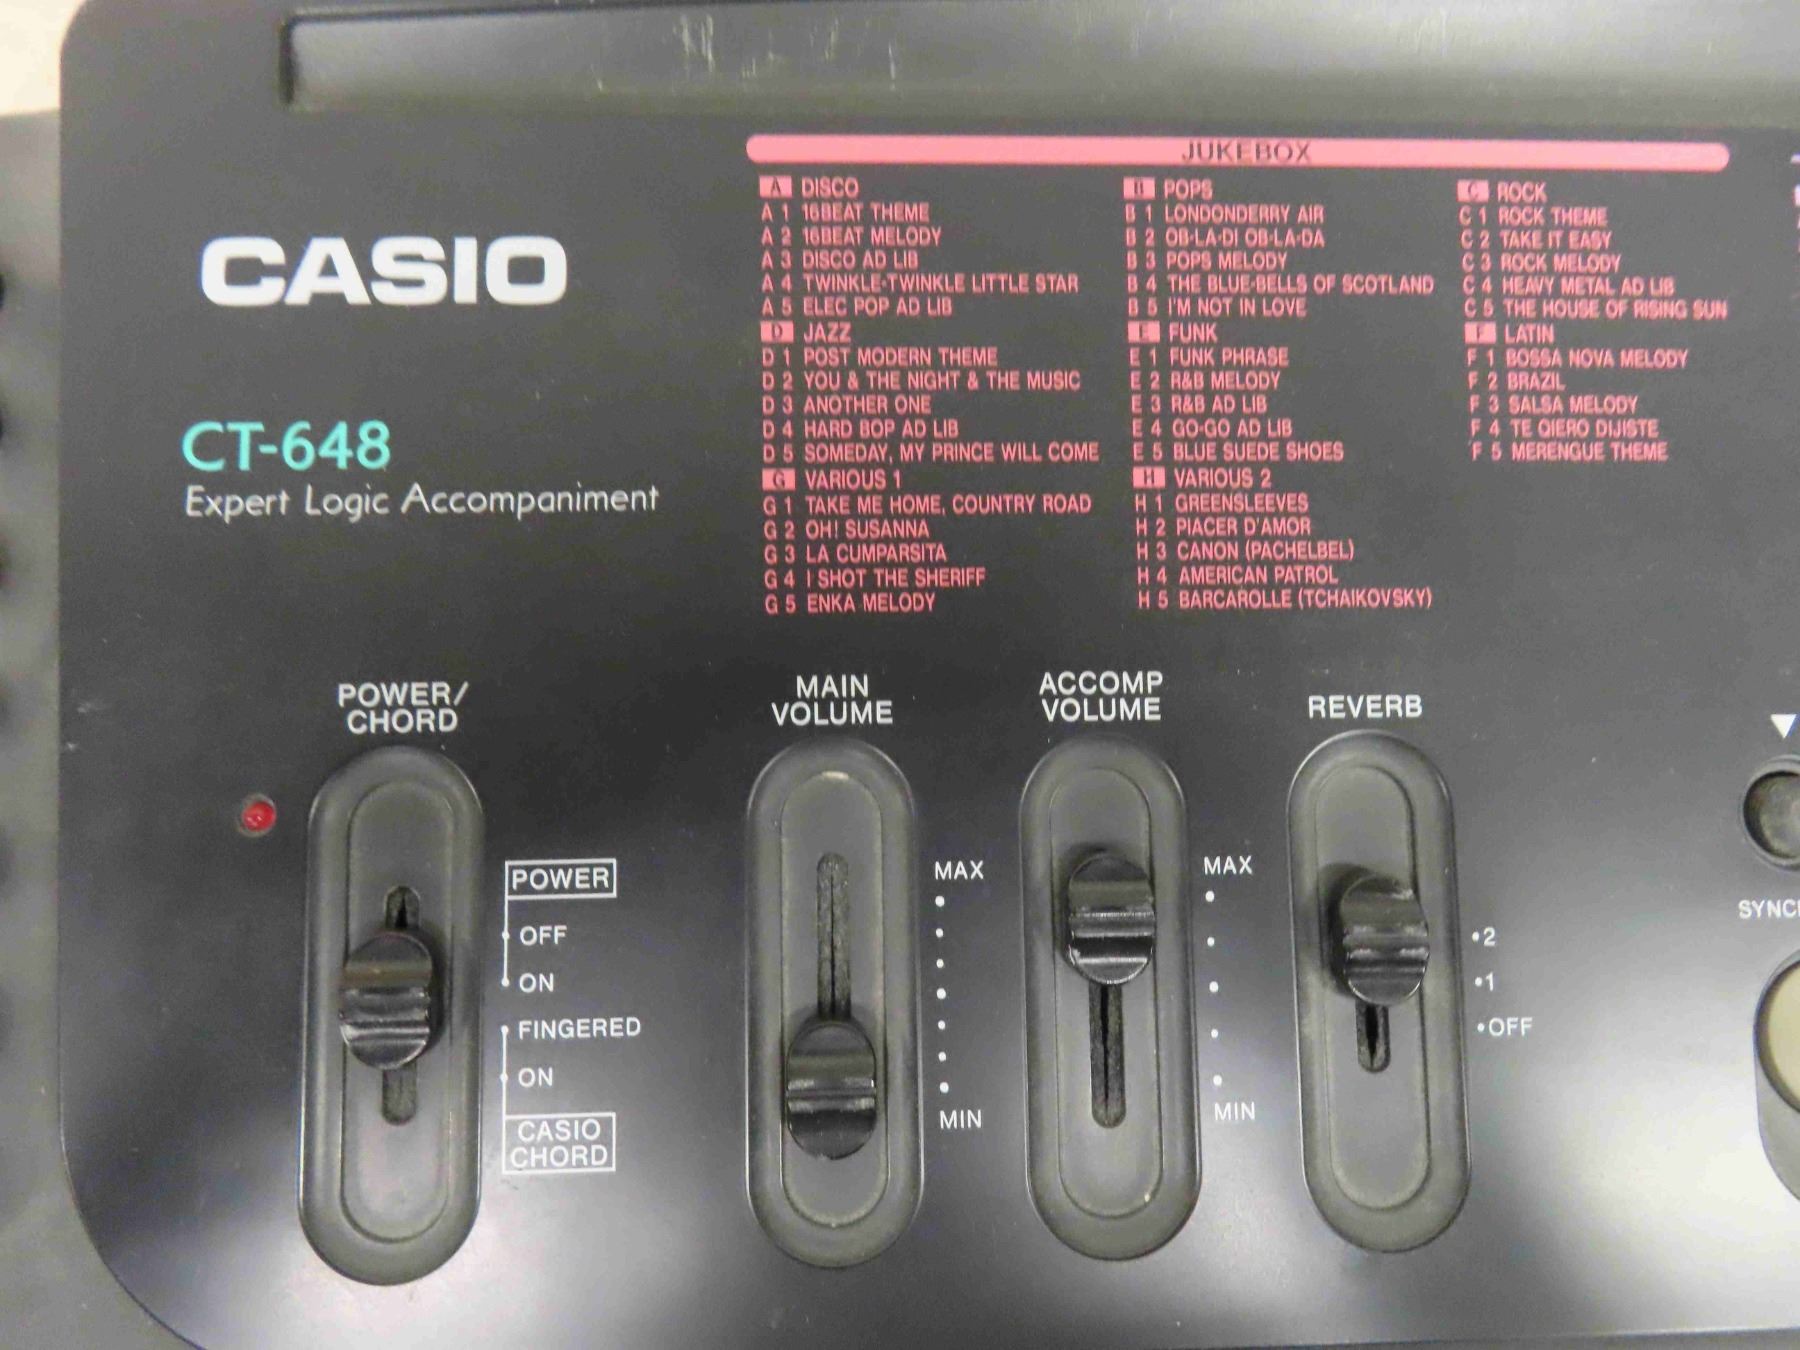 JUKEBOX
A DISCO
A 1 16BEAT THEME
A 2 16BEAT MELODY
A 3 DISCO AD LIB
A 4 TWINKLE-TWINKLE LITTLE STAR
A 5 ELEC POP AD LIB
B POPS
B 1 LONDONDERRY AIR
B 2 OB-LA-DI OB-LA-DA
B 3 POPS MELODY
B 4 THE BLUE-BELLS OF SCOTLAND
B 5 I'M NOT IN LOVE
C ROCK
C 1 ROCK THEME
C 2 TAKE IT EASY
C 3 ROCK MELODY
C 4 HEAVY METAL AD LIB
C 5 THE HOUSE OF RISING SUN
D JAZZ
D 1 POST MODERN THEME
D 2 YOU & THE NIGHT & THE MUSIC
D 3 ANOTHER ONE
D 4 HARD BOP AD LIB
D 5 SOMEDAY, MY PRINCE WILL COME
E FUNK
E 1 FUNK PHRASE
E 2 R&B MELODY
E 3 R&B AD LIB
E 4 GO-GO AD LIB
E 5 BLUE SUEDE SHOES
F LATIN
F 1 BOSSA NOVA MELODY
F 2 BRAZIL
F 3 SALSA MELODY
F 4 TE QIERO DIJISTE
F 5 MERENGUE THEME
G VARIOUS 1
G 1 TAKE ME HOME, COUNTRY ROAD
G 2 OH! SUSANNA
G 3 LA CUMPARSITA
G 4 I SHOT THE SHERIFF
G 5 ENKA MELODY
H VARIOUS 2
H 1 GREENSLEEVES
H 2 PIACER D'AMOR
H 3 CANON (PACHELBEL)
H 4 AMERICAN PATROL
H 5 BARCAROLLE (TCHAIKOVSKY)
CASIO
CT-648
Expert Logic Accompaniment
POWER/
CHORD
POWER
OFF
ON
FINGERED
ON
CASIO
CHORD
MAIN
VOLUME
MAX
MIN
ACCOMP
VOLUME
MAX
MIN
REVERB
2
1
OFF